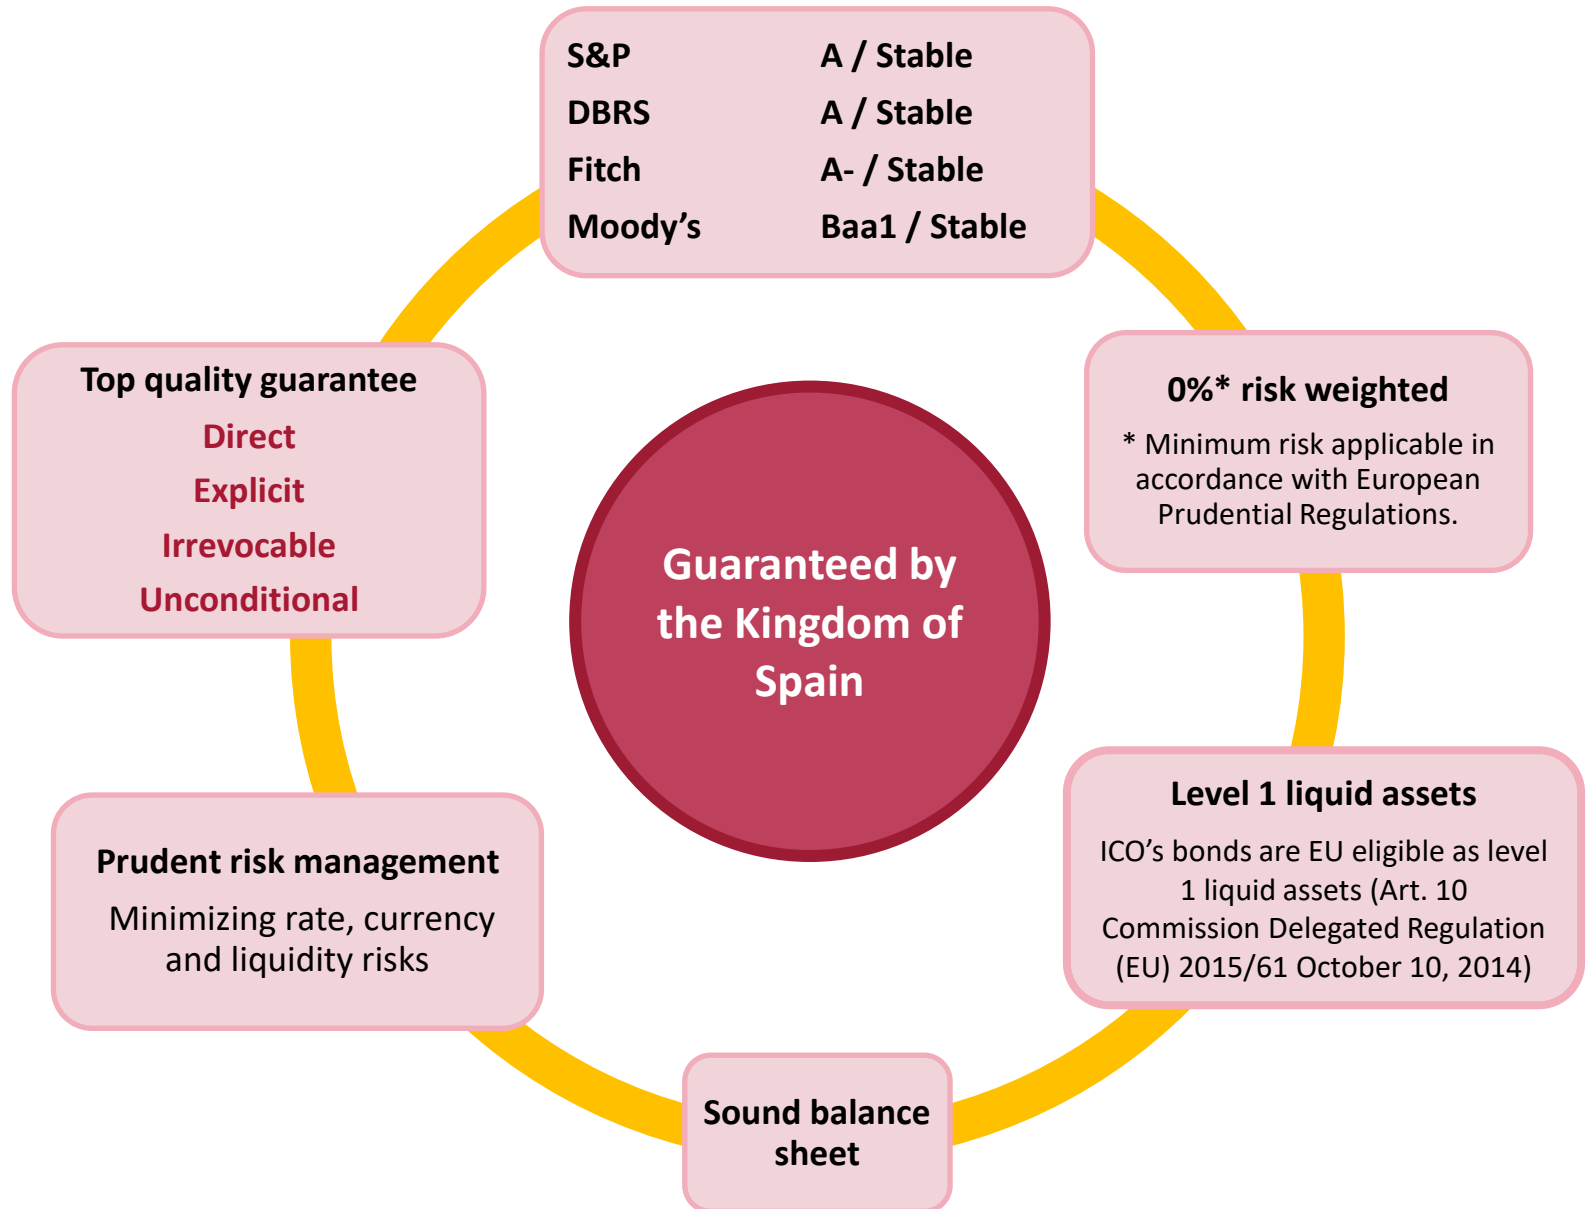 S&P A / Stable
DBRS A / Stable
Fitch A- / Stable
Moody’s Baa1 / Stable
Top quality guarantee
Direct
Explicit
Irrevocable
Unconditional
0%* risk weighted
* Minimum risk applicable in
accordance with European
Prudential Regulations.
Guaranteed by
the Kingdom of
Spain
Prudent risk management
Minimizing rate, currency
and liquidity risks
Level 1 liquid assets
ICO’s bonds are EU eligible as level
1 liquid assets (Art. 10
Commission Delegated Regulation
(EU) 2015/61 October 10, 2014)
Sound balance
sheet